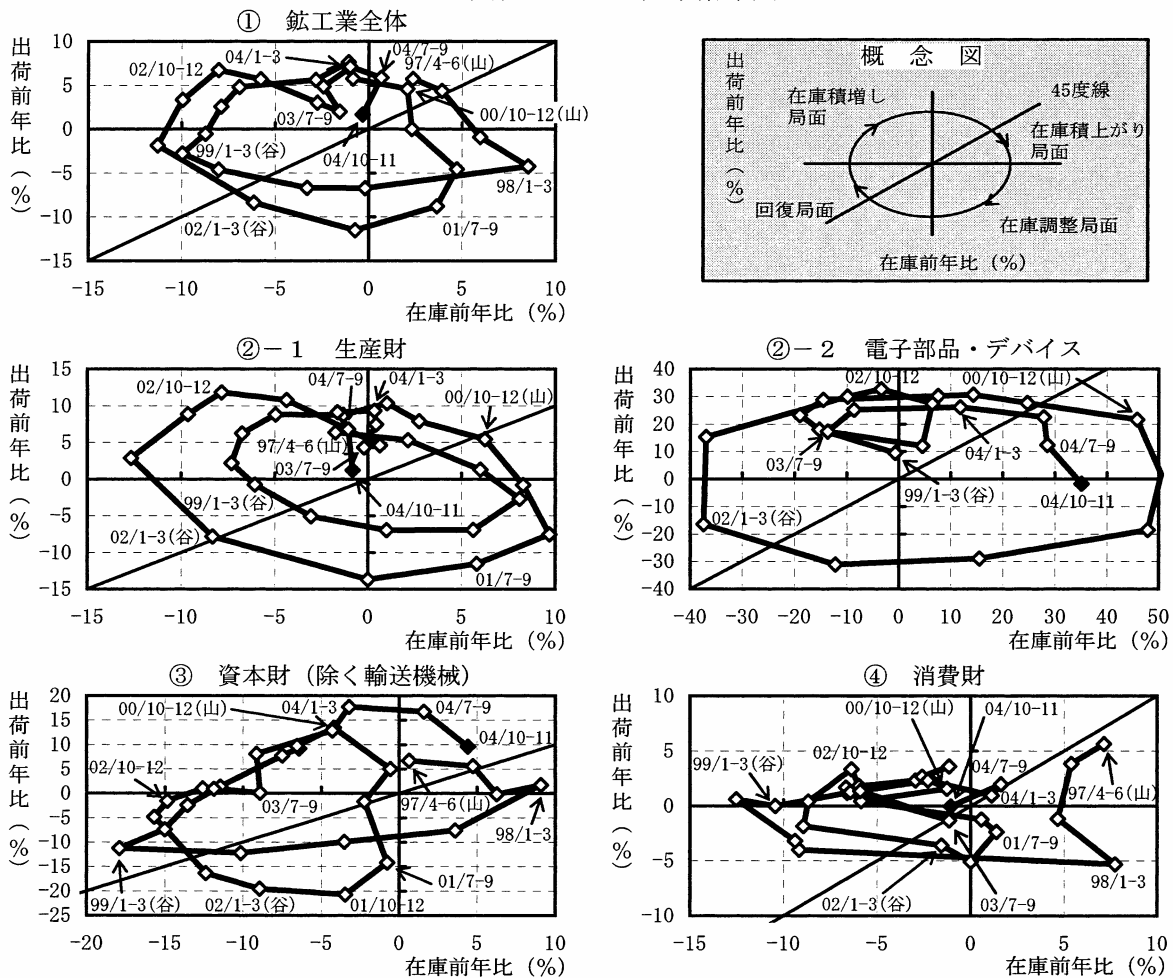 ① 鉱工業全体
出荷前年比(%)
10
5
0
-5
-10
-15
-15 -10 -5 0 5 10
在庫前年比(%)
02/10-12
04/1-3
04/7-9
97/4-6(山)
00/10-12(山)
03/7-9
99/1-3(谷)
04/10-11
98/1-3
02/1-3(谷)
01/7-9
概 念 図
出荷前年比(%)
45度線
在庫積増し
局面
在庫積上がり
局面
回復局面
在庫調整局面
在庫前年比(%)
②-1 生産財
出荷前年比(%)
15
10
5
0
-5
-10
-15
-15 -10 -5 0 5 10
在庫前年比(%)
02/10-12
04/7-9
04/1-3
00/10-12(山)
97/4-6(山)
03/7-9
99/1-3(谷)
04/10-11
02/1-3(谷)
01/7-9
②-2 電子部品・デバイス
出荷前年比(%)
40
30
20
10
0
-10
-20
-30
-40
-40 -30 -20 -10 0 10 20 30 40 50
在庫前年比(%)
02/10-12
00/10-12(山)
03/7-9
04/1-3
04/7-9
99/1-3(谷)
04/10-11
02/1-3(谷)
③ 資本財(除く輸送機械)
出荷前年比(%)
20
15
10
5
0
-5
-10
-15
-20
-25
-20 -15 -10 -5 0 5 10
在庫前年比(%)
00/10-12(山)
04/1-3
04/7-9
04/10-11
02/10-12
03/7-9
97/4-6(山)
98/1-3
01/7-9
99/1-3(谷)
02/1-3(谷)
01/10-12
④ 消費財
出荷前年比(%)
10
5
0
-5
-10
-15 -10 -5 0 5 10
在庫前年比(%)
00/10-12(山)
04/10-11
02/10-12
99/1-3(谷)
04/7-9
04/1-3
97/4-6(山)
01/7-9
98/1-3
02/1-3(谷)
03/7-9